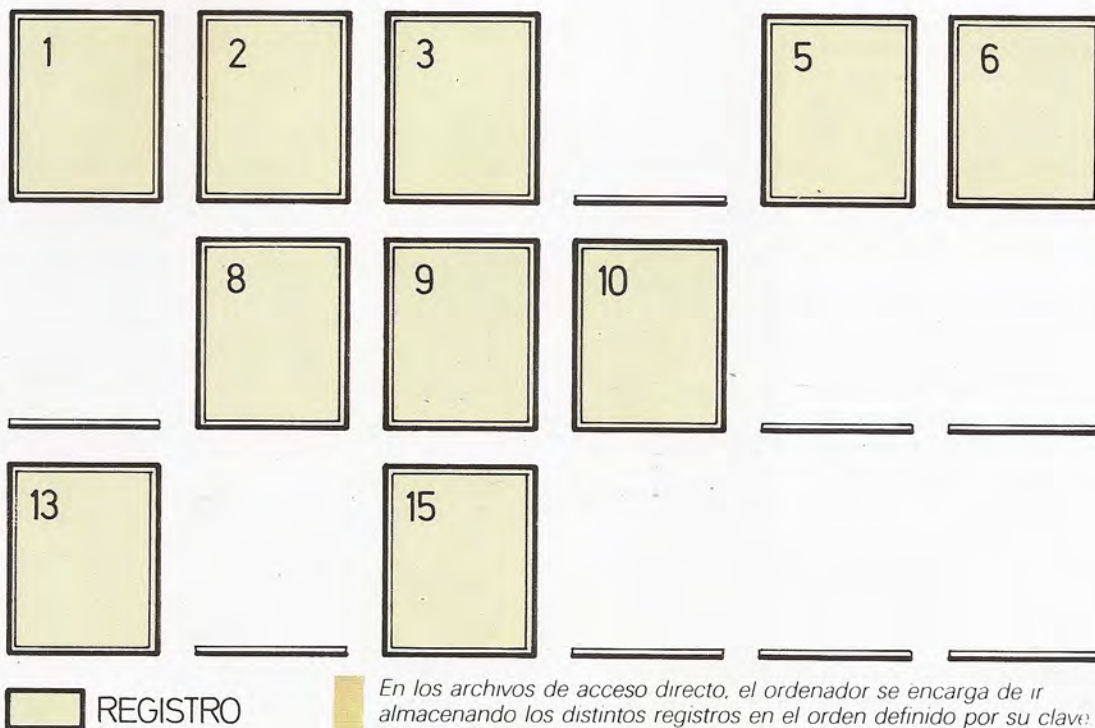 1 2 3 5 6
8 9 10
13 15
REGISTRO
En los archivos de acceso directo, el ordenador se encarga de ir
almacenando los distintos registros en el orden definido por su clave.